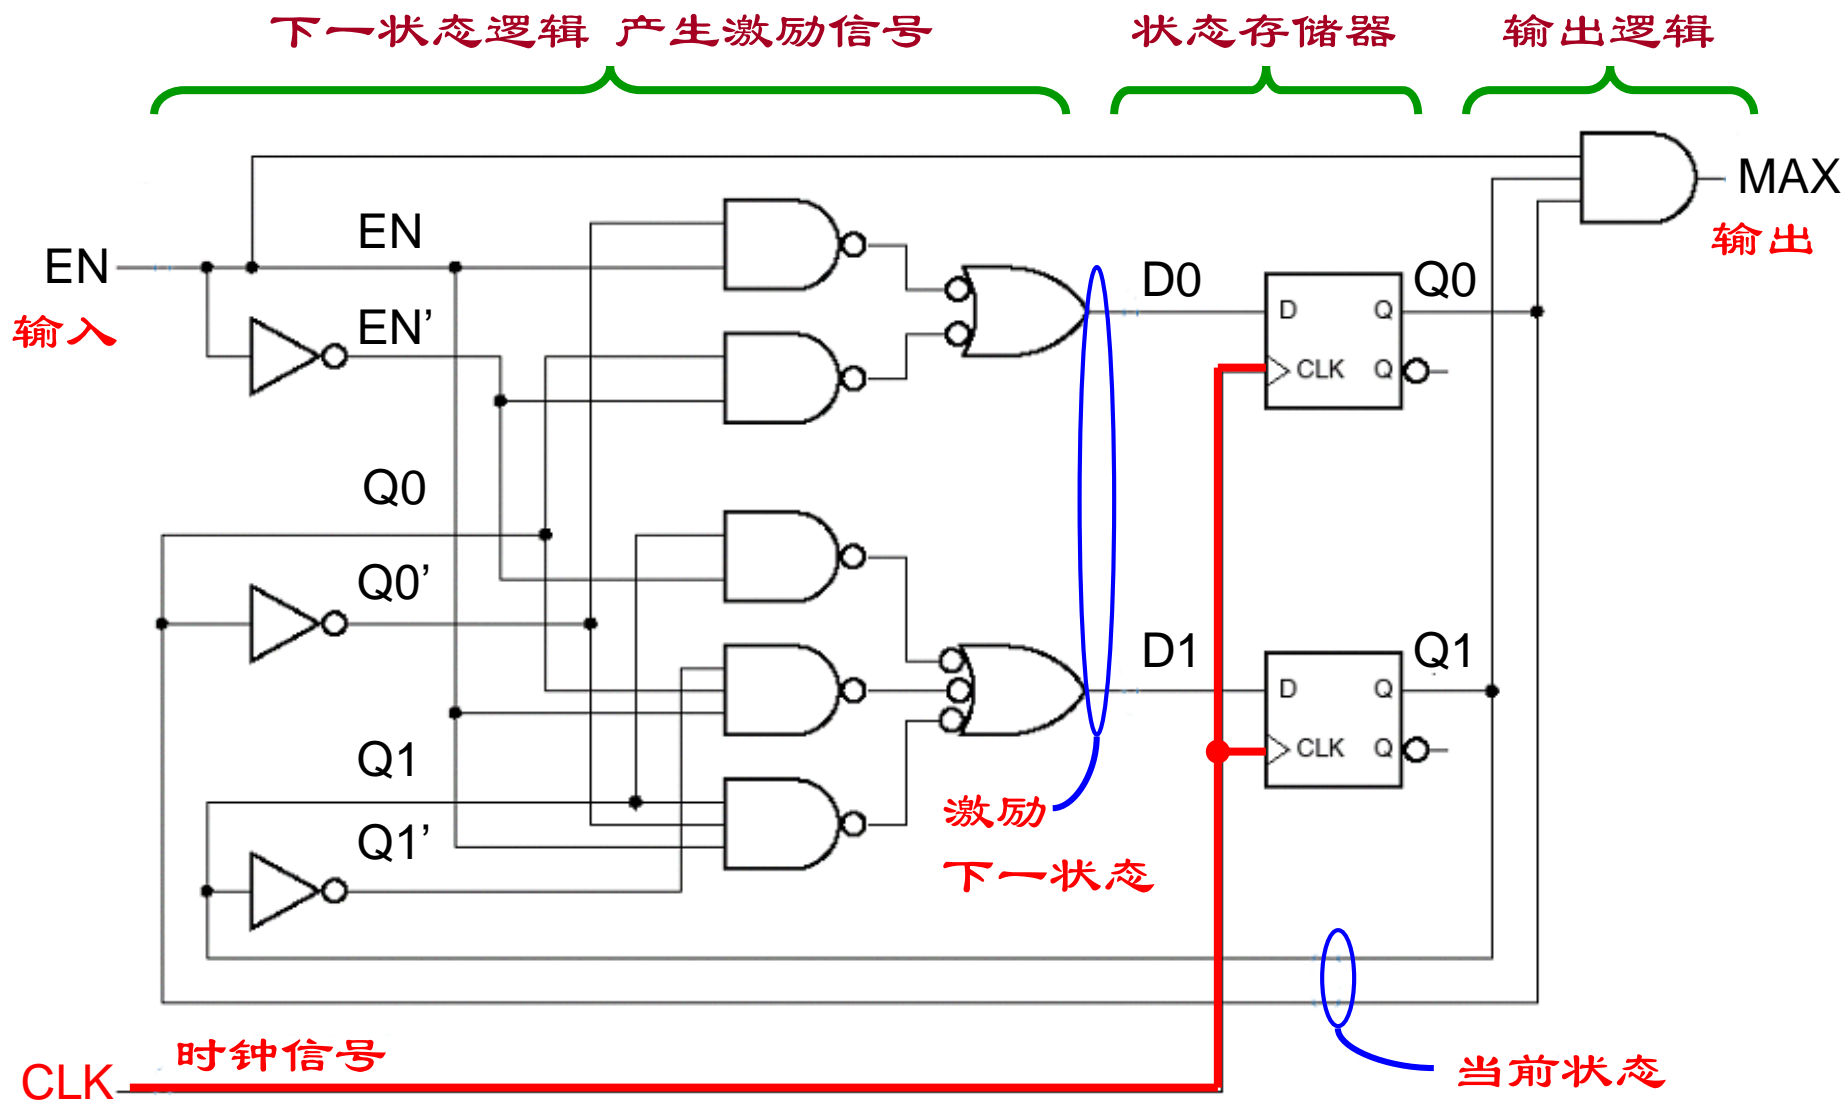 下一状态逻辑 产生激励信号
状态存储器
输出逻辑
MAX
输出
EN
EN
输入
EN’
D0
D
Q
CLK
Q
Q0
Q0
Q0’
D1
D
Q
CLK
Q
Q1
Q1
Q1’
激励
下一状态
当前状态
时钟信号
CLK